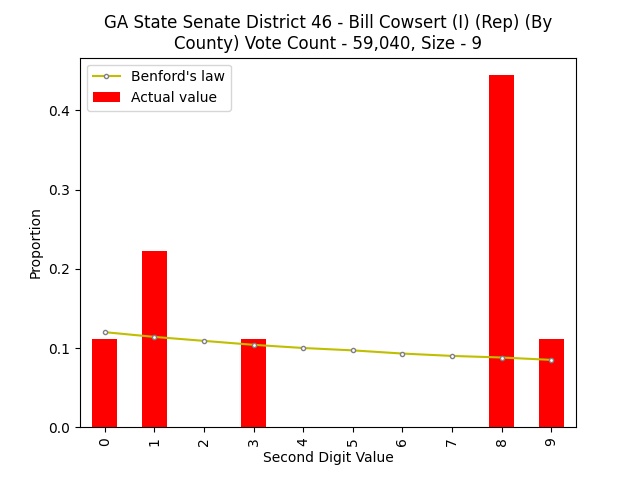 GA State Senate District 46 - Bill Cowsert (I) (Rep) (By
County) Vote Count - 59,040, Size - 9
Benford's law
Actual value
Proportion
0.4
0.3
0.2
0.1
0.0
0 1 2 3 4 5 6 7 8 9
Second Digit Value